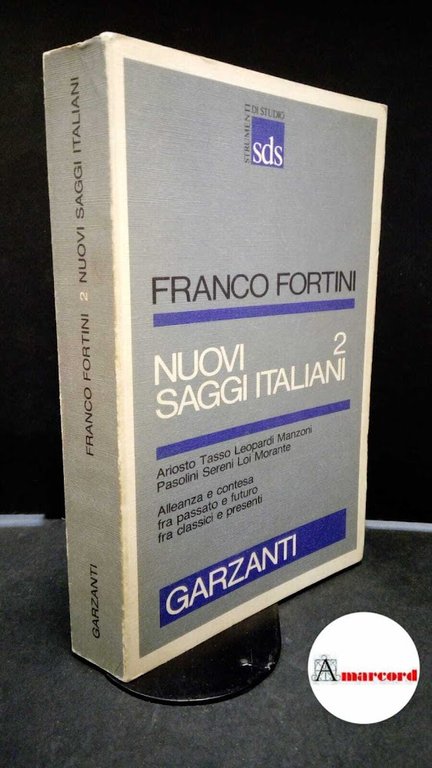 STRUMENTI
DI STUDIO
sds
FRANCO FORTINI
NUOVI 2
SAGGI ITALIANI
Ariosto Tasso Leopardi Manzoni
Pasolini Sereni Loi Morante
Alleanza e contesa
fra passato e futuro
fra classici e presenti
GARZANTI
GARZANTI FRANCO FORTINI 2 NUOVI SAGGI ITALIANI
Amarcord